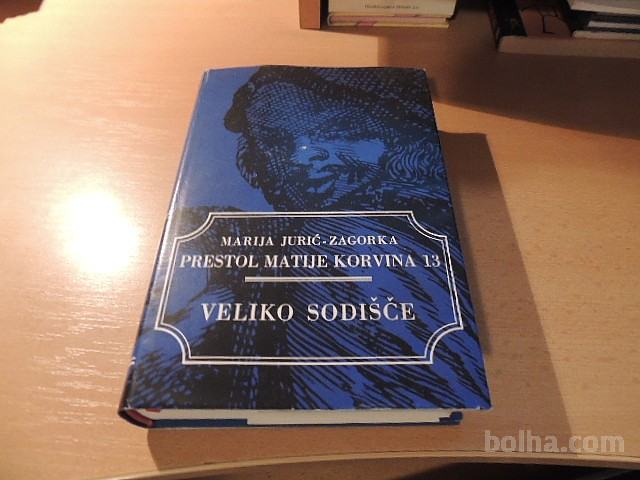 MARIJA JURIĆ-ZAGORKA
PRESTOL MATIJE KORVINA 13
VELIKO SODIŠČE
bolha.com